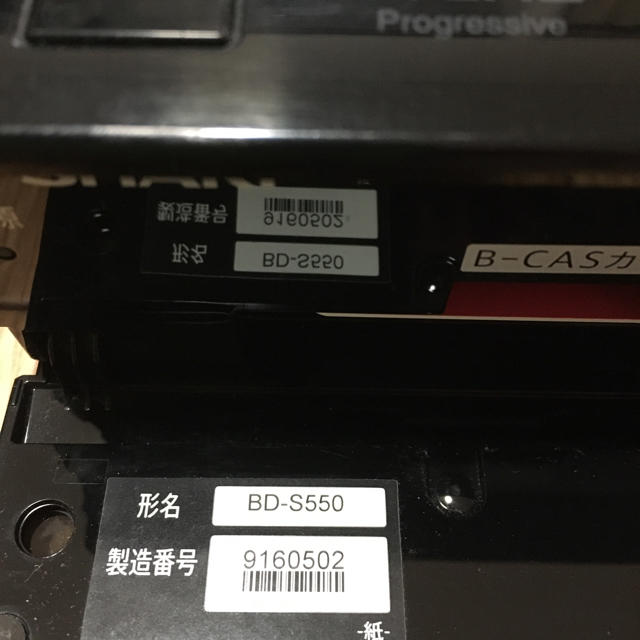 Progressive
製造番号 9160502
形名 BD-S550
B-CASカ
形名 BD-S550
製造番号 9160502
-紙-